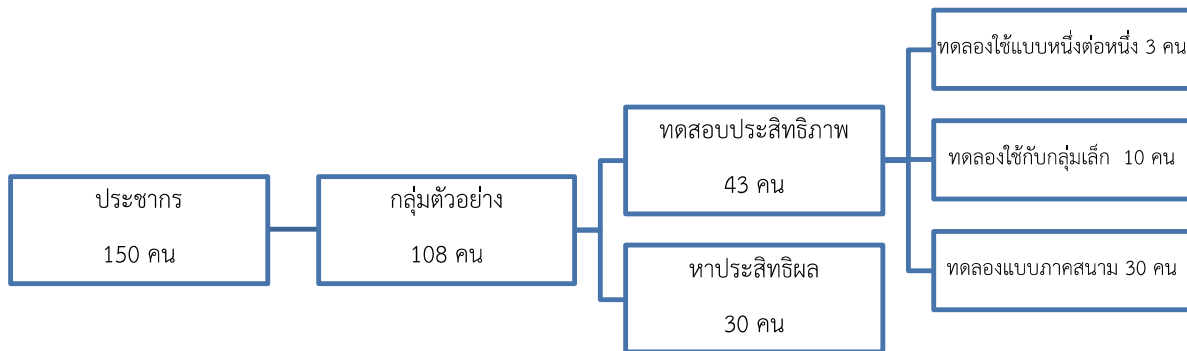 ประชากร
150 คน
กลุ่มตัวอย่าง
108 คน
ทดสอบประสิทธิภาพ
43 คน
หาประสิทธิผล
30 คน
ทดลองใช้แบบหนึ่งต่อหนึ่ง 3 คน
ทดลองใช้กับกลุ่มเล็ก 10 คน
ทดลองแบบภาคสนาม 30 คน